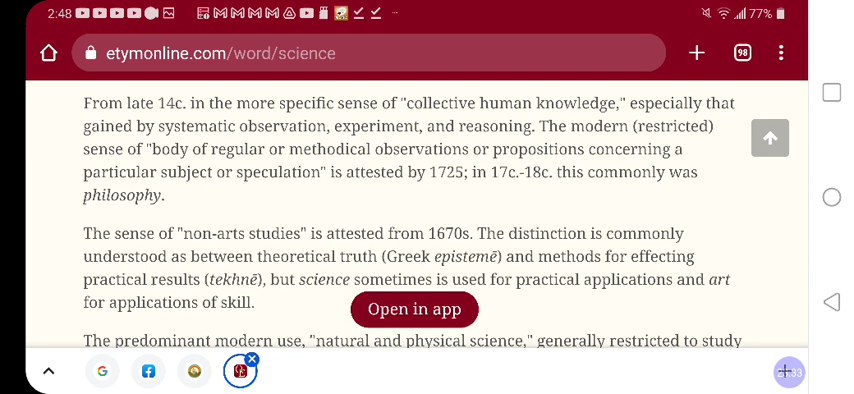 2:48
77%
etymonline.com/word/science
98
From late 14c. in the more specific sense of "collective human knowledge," especially that
gained by systematic observation, experiment, and reasoning. The modern (restricted)
sense of "body of regular or methodical observations or propositions concerning a
particular subject or speculation" is attested by 1725; in 17c.-18c. this commonly was
philosophy.
The sense of "non-arts studies" is attested from 1670s. The distinction is commonly
understood as between theoretical truth (Greek epistemē) and methods for effecting
practical results (tekhnē), but science sometimes is used for practical applications and art
for applications of skill.
Open in app
The predominant modern use, "natural and physical science," generally restricted to study